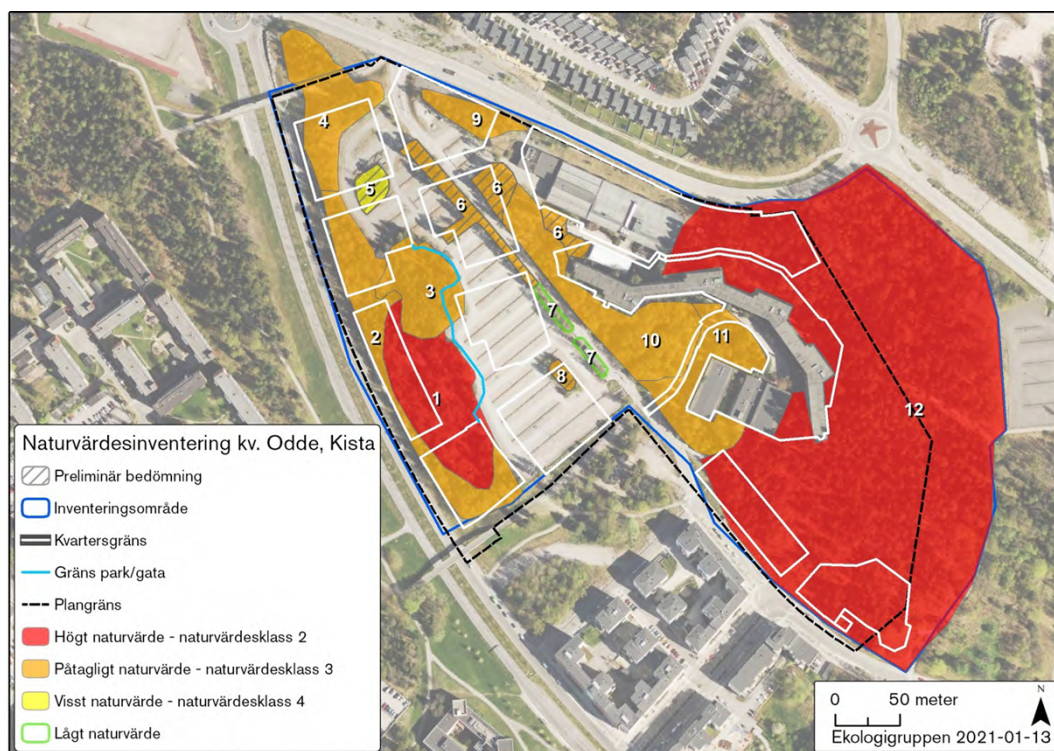 4
9
5
6
6
6
3
7
7
2
10
11
8
1
12
Naturvärdesinventering kv. Odde, Kista
Preliminär bedömning
Inventeringsområde
Kvartersgräns
Gräns park/gata
Plangräns
Högt naturvärde - naturvärdesklass 2
Påtagligt naturvärde - naturvärdesklass 3
Visst naturvärde - naturvärdesklass 4
Lågt naturvärde
N
0 50 meter
Ekologigruppen 2021-01-13